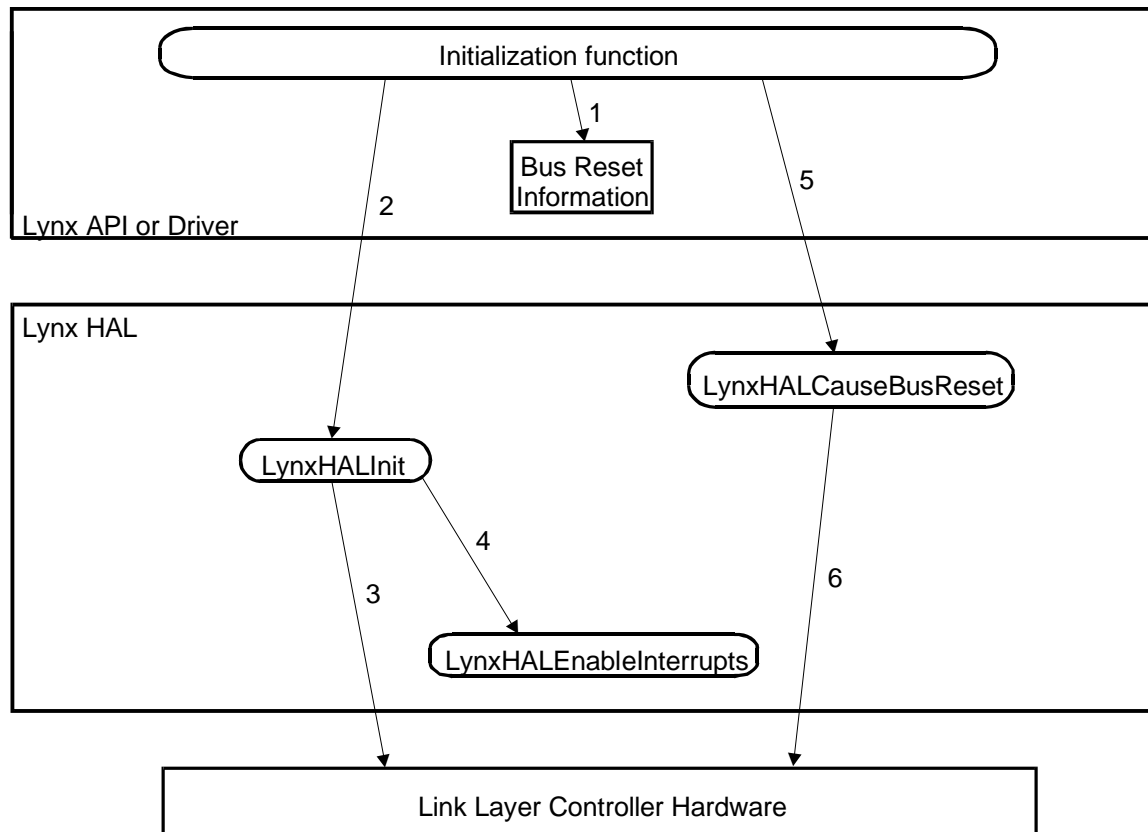 Initialization function
1
Bus Reset
Information
5
2
Lynx API or Driver
Lynx HAL
LynxHALCauseBusReset
LynxHALInit
4
6
3
LynxHALEnableInterrupts
Link Layer Controller Hardware